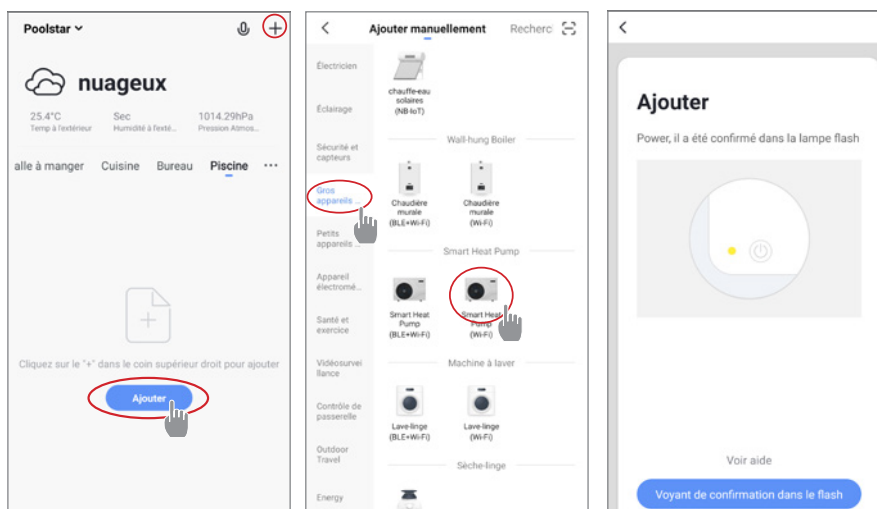 Poolstar
nuageux
25.4°C
Temp à l'extérieur
Sec
Humidité à l'exté...
1014.29hPa
Pression Atmos...
alle à manger Cuisine Bureau Piscine ...
Cliquez sur le "+" dans le coin supérieur droit pour ajouter
Ajouter
Ajouter manuellement Recherc
Électricien
Éclairage
Sécurité et
capteurs
Gros
appareils ...
Petits
appareils ...
Appareil
électromé...
Santé et
exercice
Vidéosurvei
llance
Contrôle de
passerelle
Outdoor
Travel
Energy
chauffe-eau
solaires
(NB-IoT)
Wall-hung Boiler
Chaudière
murale
(BLE+Wi-Fi)
Chaudière
murale
(Wi-Fi)
Smart Heat Pump
Smart Heat
Pump
(BLE+Wi-Fi)
Smart Heat
Pump
(Wi-Fi)
Machine à laver
Lave-linge
(BLE+Wi-Fi)
Lave-linge
(Wi-Fi)
Sèche-linge
Ajouter
Power, il a été confirmé dans la lampe flash
Voir aide
Voyant de confirmation dans le flash